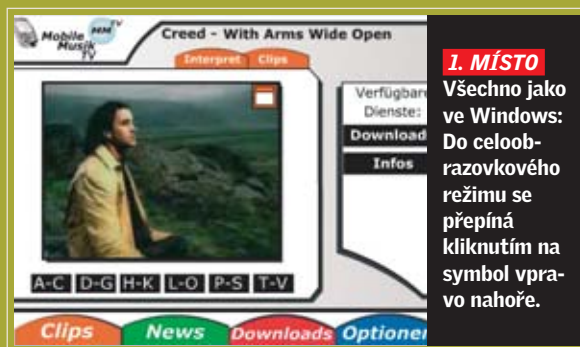 Mobile
Musik
TV
MM TV
Creed - With Arms Wide Open
Interpret Clips
Verfügbare
Dienste:
Download
Infos
A-C D-G H-K L-O P-S T-V
Clips News Downloads Optionen
1. MÍSTO
Všechno jako
ve Windows:
Do celoob-
razovkového
režimu se
přepíná
kliknutím na
symbol vpra-
vo nahoře.